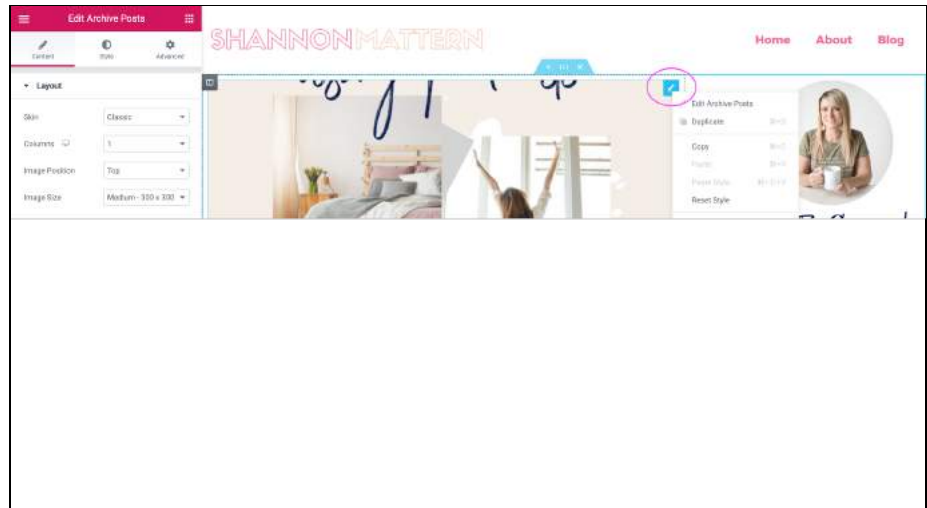 Edit Archive Posts
Content
Style
Advanced
Layout
Skin
Classic
Columns
1
Image Position
Top
Image Size
Medium - 300 x 300
SHANNON MATTERN
Home About Blog
Edit Archive Posts
Duplicate
Copy
Paste
Paste Style
Reset Style